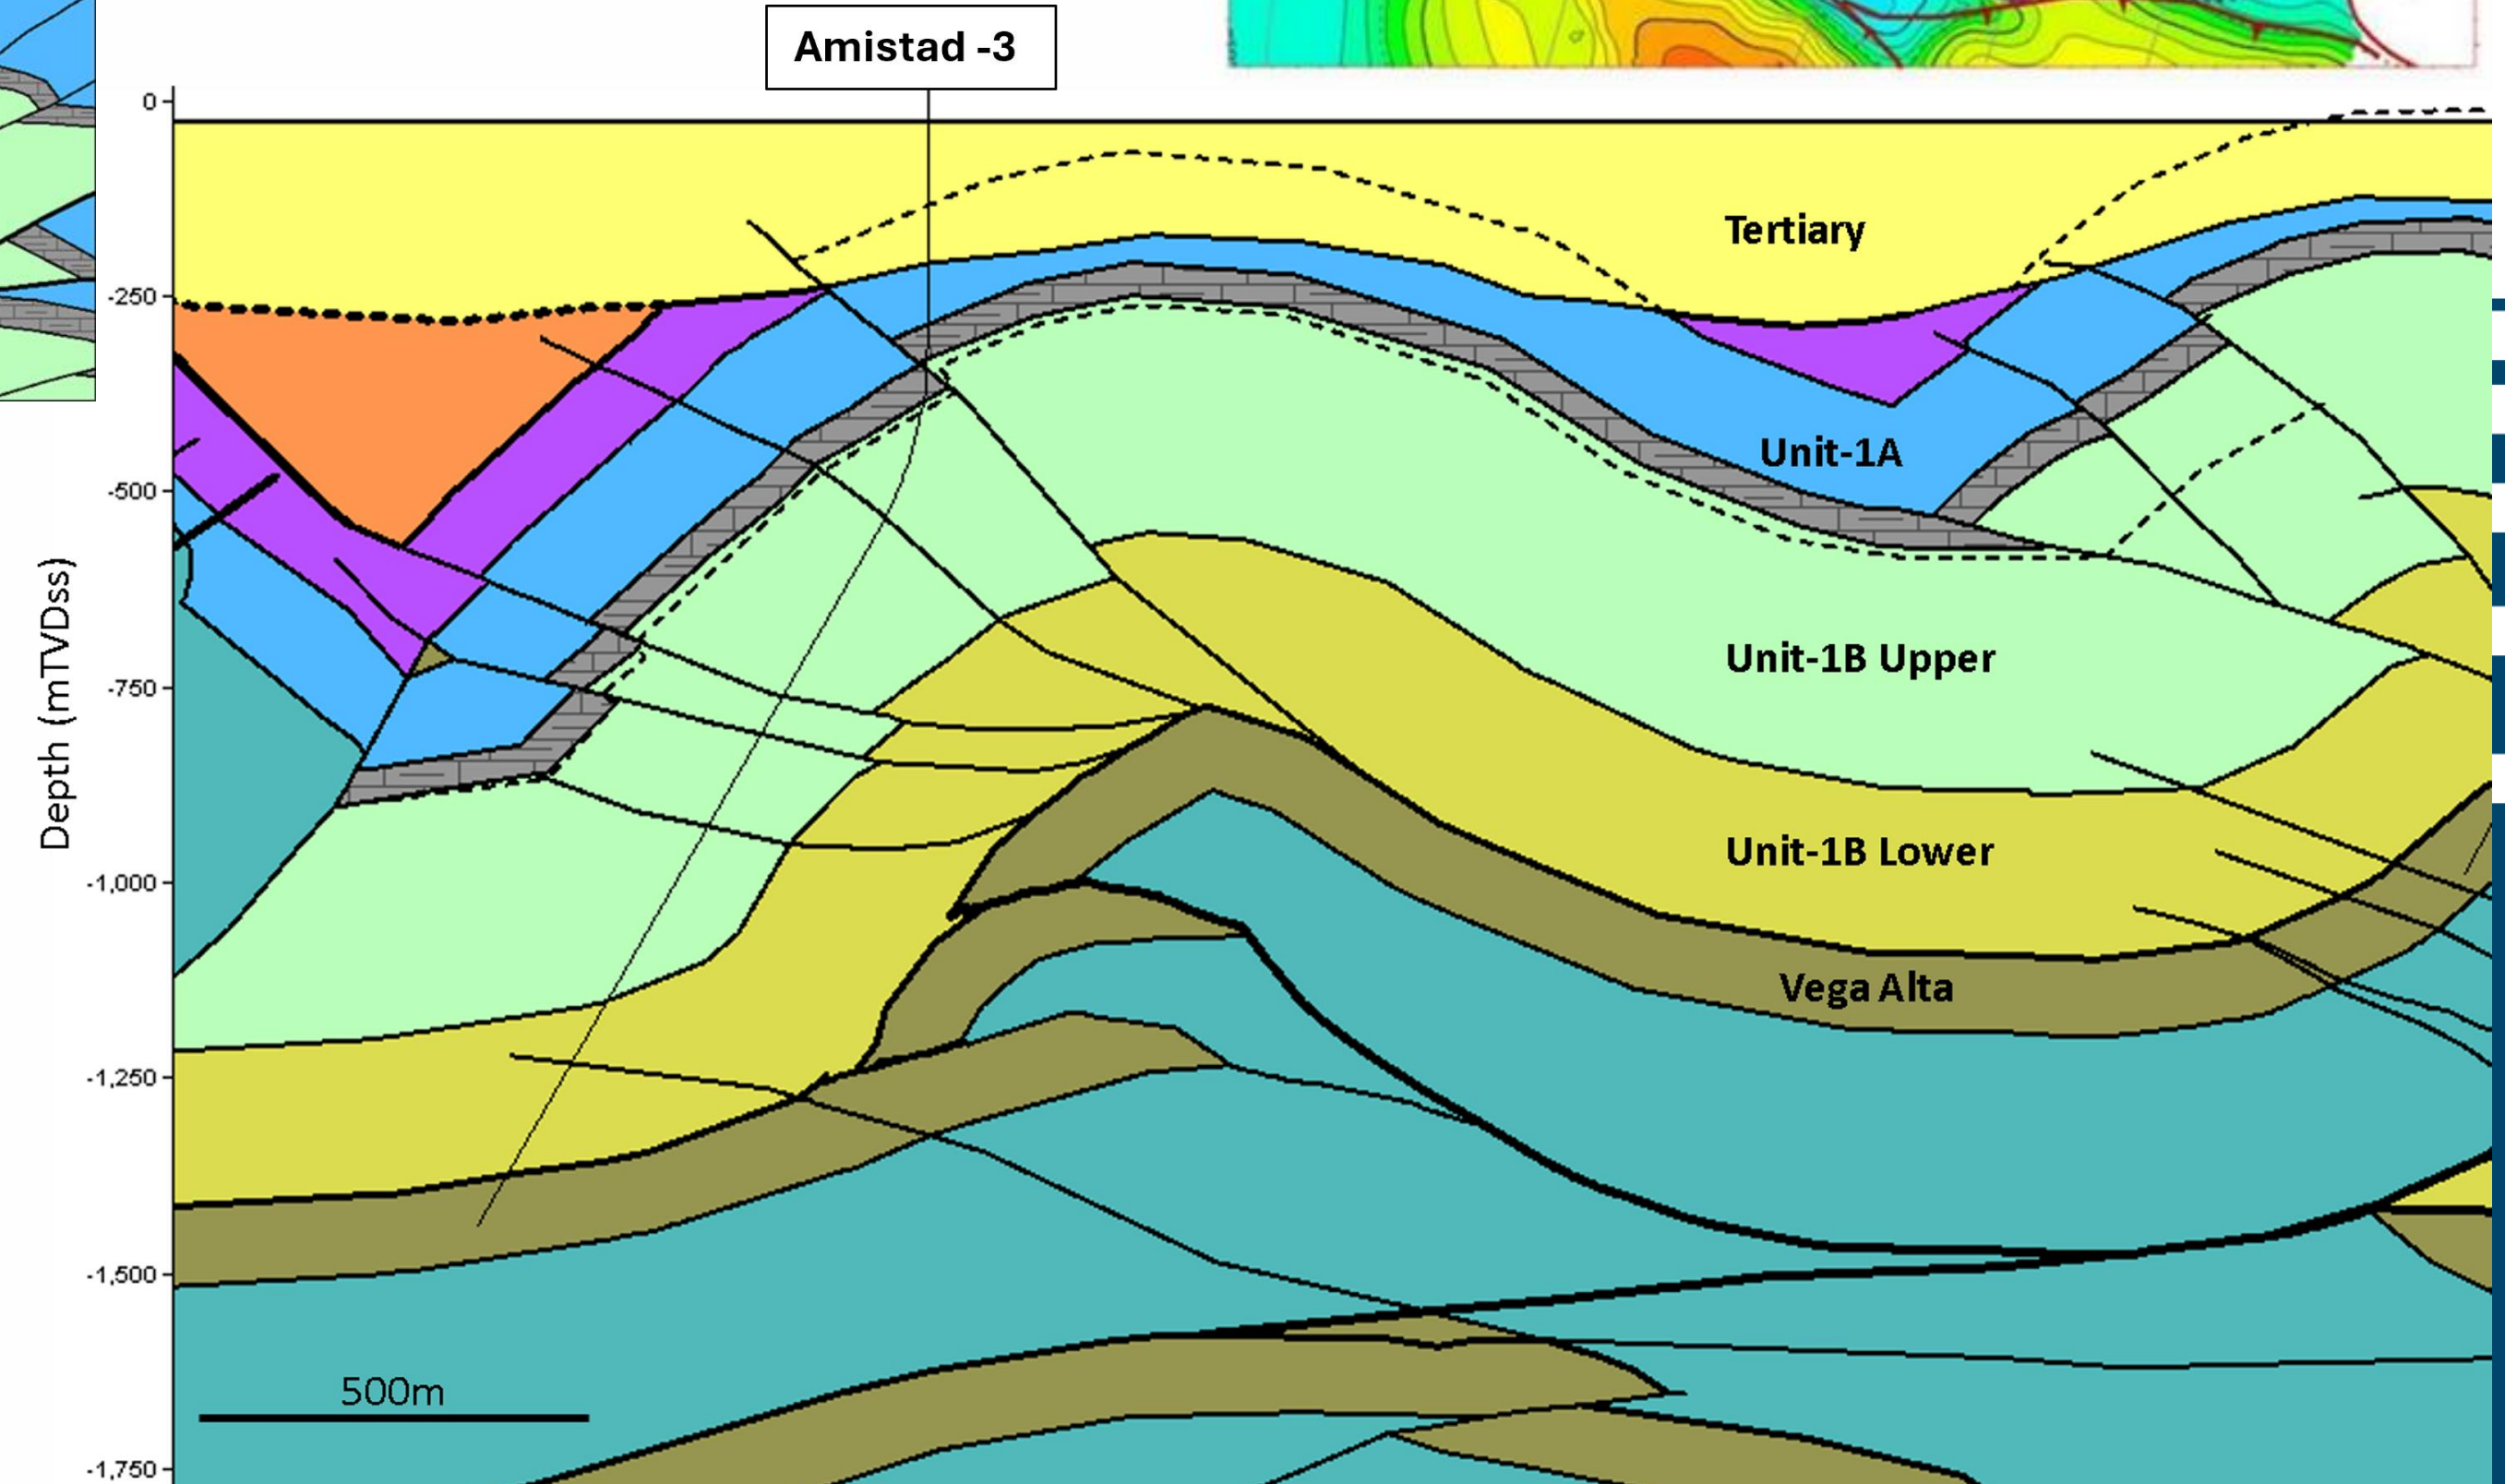 Amistad -3
0
-250
-500
-750
-1,000
-1,250
-1,500
-1,750
Depth (mTVDss)
Tertiary
Unit-1A
Unit-1B Upper
Unit-1B Lower
Vega Alta
500m